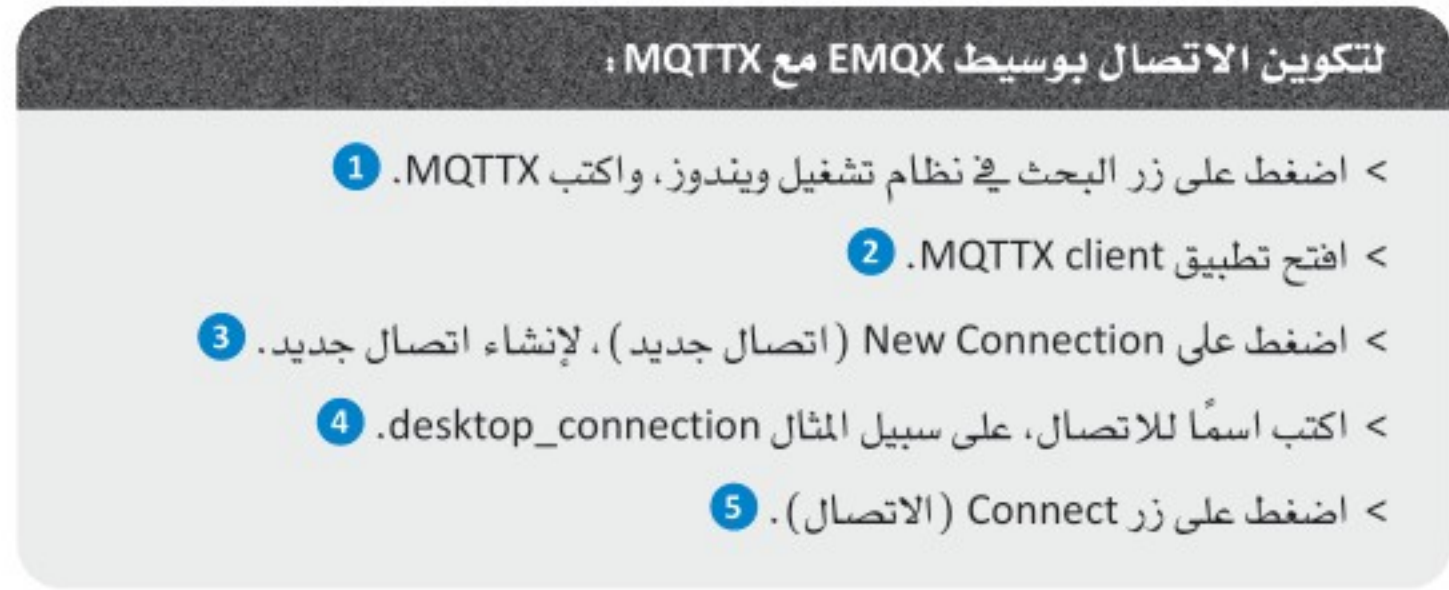 لتكوين الاتصال بوسيط EMQX مع MQTTX :
> اضغط على زر البحث في نظام تشغيل ويندوز، واكتب MQTTX. 1
> افتح تطبيق MQTTX client. 2
> اضغط على New Connection (اتصال جديد)، لإنشاء اتصال جديد. 3
> اكتب اسمًا للاتصال، على سبيل المثال desktop_connection. 4
> اضغط على زر Connect (الاتصال). 5